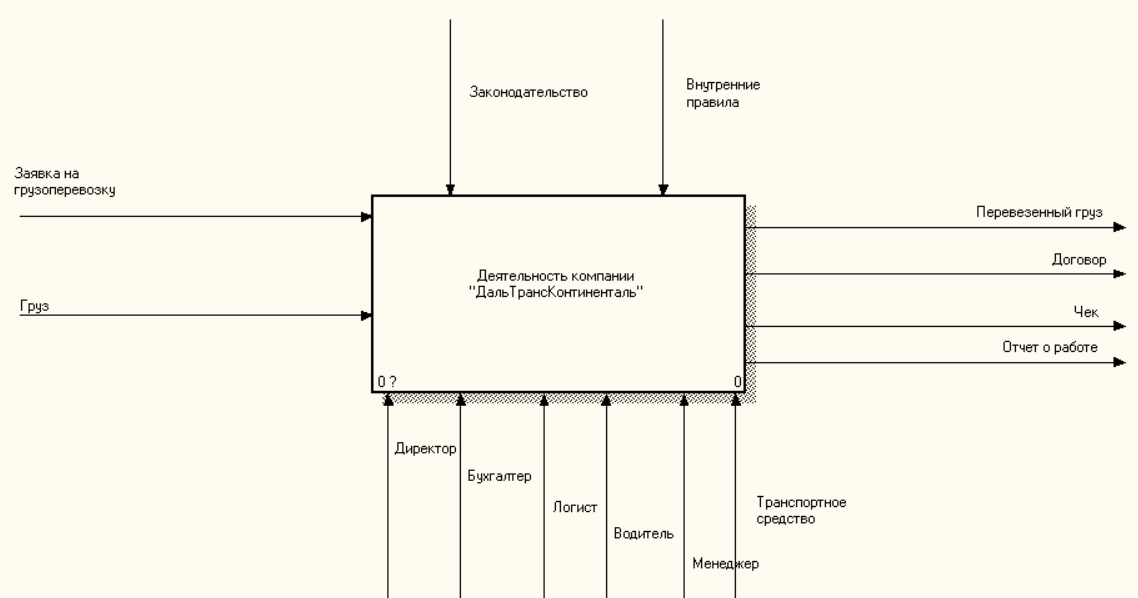 Законодательство
Внутренние
правила
Заявка на
грузоперевозку
Перевезенный груз
Договор
Деятельность компании
"ДальТрансКонтиненталь"
Груз
Чек
Отчет о работе
0 ?
0
Директор
Бухгалтер
Логист
Транспортное
средство
Водитель
Менеджер